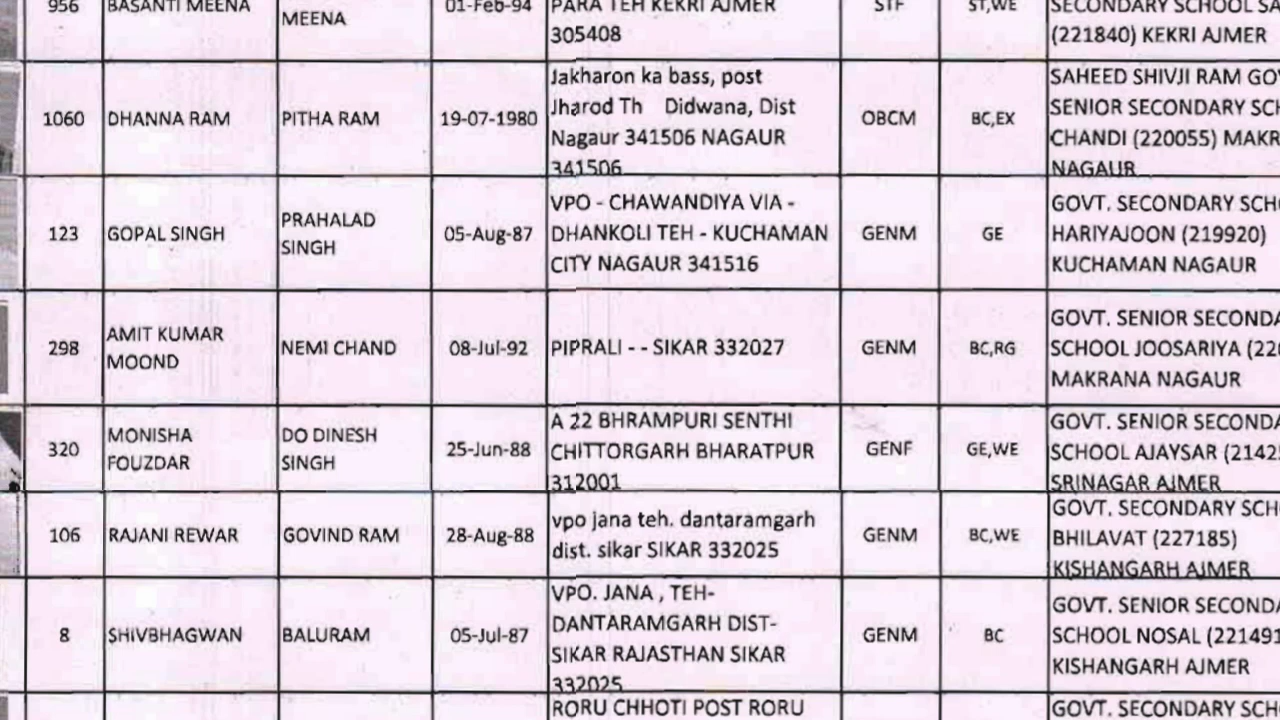 956 BASANTI MEENA MEENA 01-Feb-94 PARA TEH KEKRI AJMER 305408 STF ST,WE SECONDARY SCHOOL (221840) KEKRI AJMER
1060 DHANNA RAM PITHA RAM 19-07-1980 Jakharon ka bass, post
Jharod Th Didwana, Dist
Nagaur 341506 NAGAUR
341506 OBCM BC,EX SAHEED SHIVJI RAM
SENIOR SECONDARY
CHANDI (220055)
NAGAUR
123 GOPAL SINGH PRAHALAD
SINGH 05-Aug-87 VPO - CHAWANDIYA VIA -
DHANKOLI TEH - KUCHAMAN
CITY NAGAUR 341516 GENM GE GOVT. SECONDARY
HARIYAJOON (219920)
KUCHAMAN NAGAUR
298 AMIT KUMAR
MOOND NEMI CHAND 08-Jul-92 PIPRALI - - SIKAR 332027 GENM BC,RG GOVT. SENIOR
SCHOOL JOOSARIYA
MAKRANA NAGAUR
320 MONISHA
FOUZDAR DO DINESH
SINGH 25-Jun-88 A 22 BHRAMPURI SENTHI
CHITTORGARH BHARATPUR
312001 GENF GE,WE GOVT. SENIOR
SCHOOL AJAYSAR
SRINAGAR AJMER
106 RAJANI REWAR GOVIND RAM 28-Aug-88 vpo jana teh. dantaramgarh
dist. sikar SIKAR 332025 GENM BC,WE GOVT. SECONDARY
BHILAVAT (227185)
KISHANGARH AJMER
8 SHIVBHAGWAN BALURAM 05-Jul-87 VPO. JANA , TEH-
DANTARAMGARH DIST-
SIKAR RAJASTHAN SIKAR
332025 GENM BC GOVT. SENIOR
SCHOOL NOSAL
KISHANGARH AJMER
RORU CHHOTI POST RORU GOVT. SECONDARY